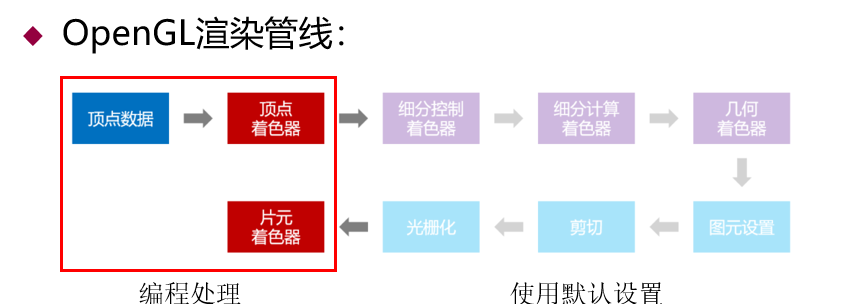 OpenGL渲染管线：
顶点数据
顶点
着色器
细分控制
着色器
细分计算
着色器
几何
着色器
片元
着色器
光栅化
剪切
图元设置
编程处理
使用默认设置